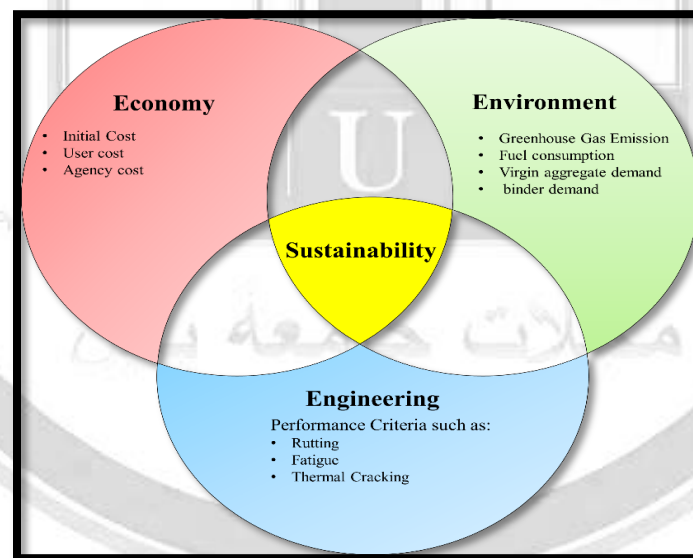 Economy
• Initial Cost
• User cost
• Agency cost
Environment
• Greenhouse Gas Emission
• Fuel consumption
• Virgin aggregate demand
• binder demand
U
Sustainability
جامعة
Engineering
Performance Criteria such as:
• Rutting
• Fatigue
• Thermal Cracking